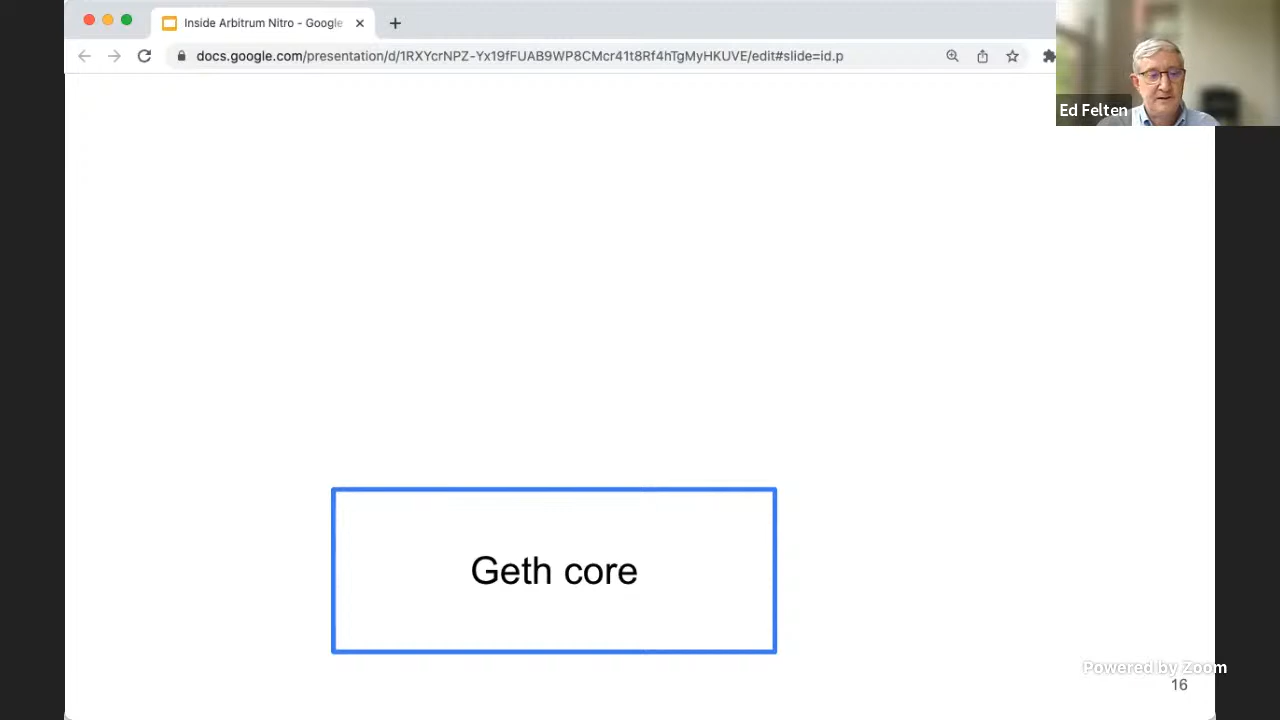 Inside Arbitrum Nitro - Google
docs.google.com/presentation/d/1RXYcrNPZ-Yx19fFUAB9WP8CMcr41t8Rf4hTgMyHKUVE/edit#slide=id.p
Ed Felten
Geth core
Powered by Zoom
16